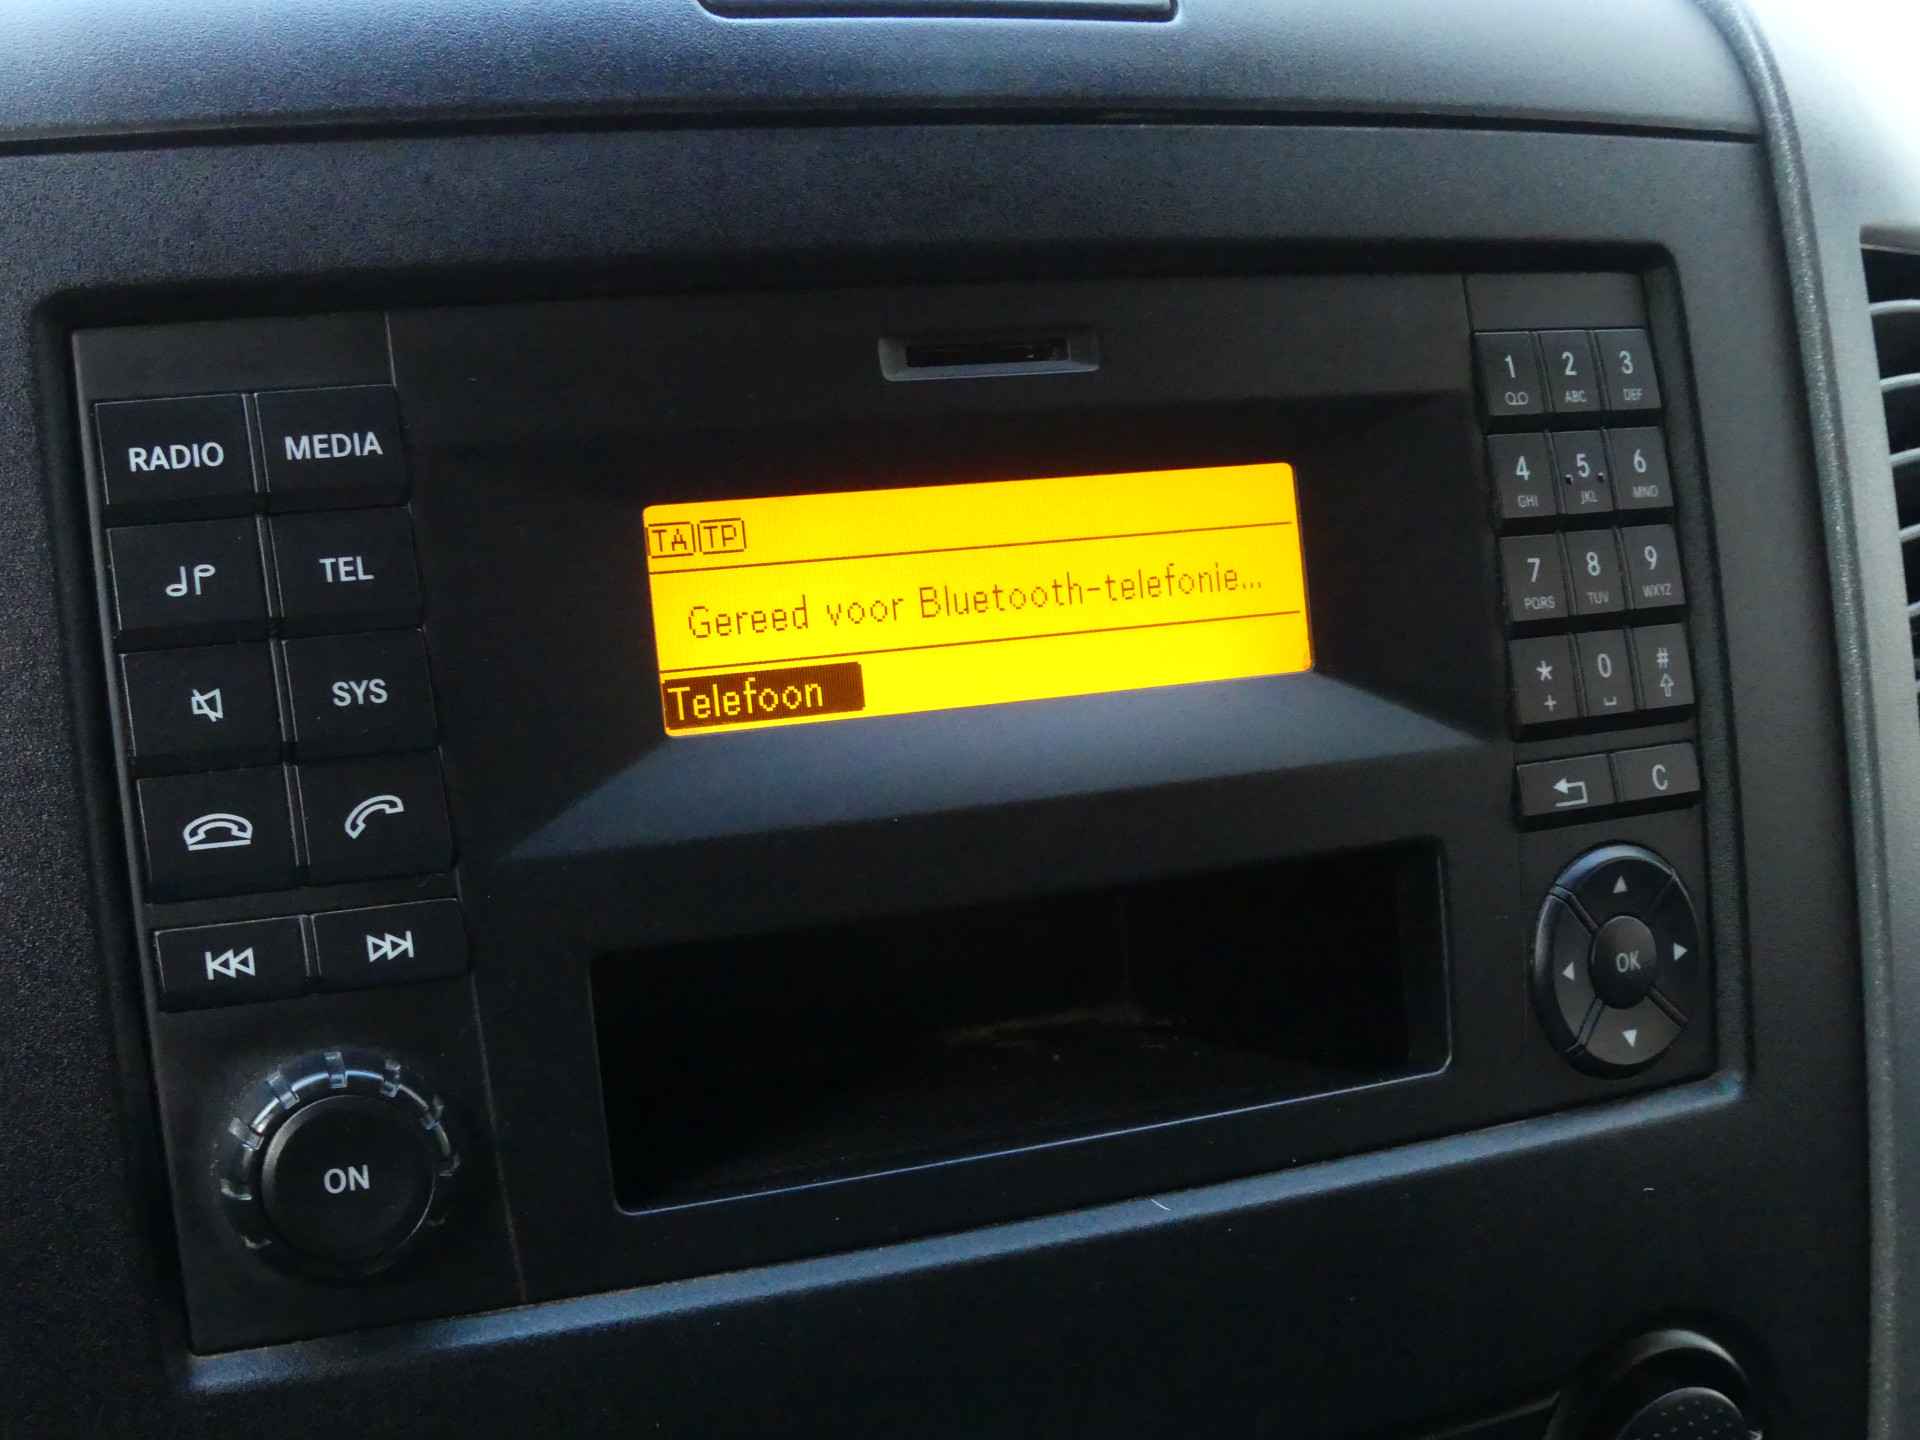 RADIO MEDIA
TEL
SYS
ON
TA TP
Gereed voor Bluetooth-telefonie...
Telefoon
1 2 3
ABC DEF
4 5 6
GHI JKL MNO
7 8 9
PQRS TUV WXYZ
* 0 #
+
C
OK